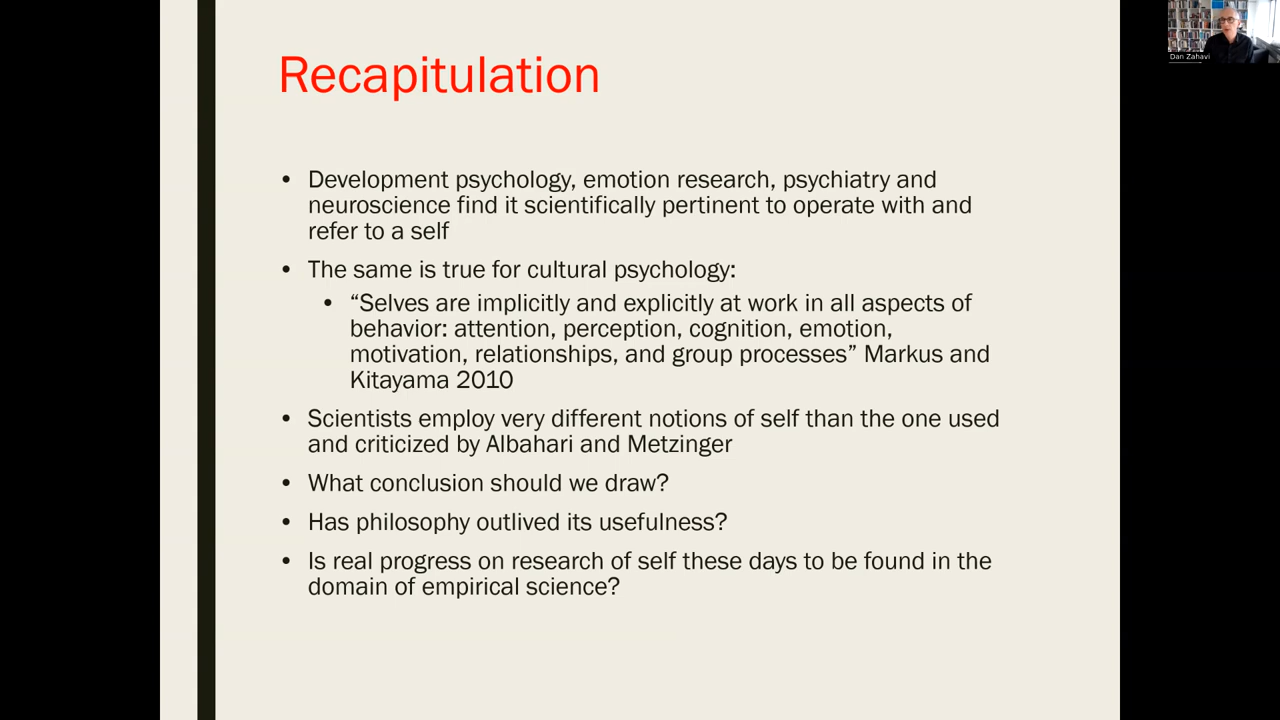 Recapitulation
• Development psychology, emotion research, psychiatry and
neuroscience find it scientifically pertinent to operate with and
refer to a self
• The same is true for cultural psychology:
• “Selves are implicitly and explicitly at work in all aspects of
behavior: attention, perception, cognition, emotion,
motivation, relationships, and group processes” Markus and
Kitayama 2010
• Scientists employ very different notions of self than the one used
and criticized by Albahari and Metzinger
• What conclusion should we draw?
• Has philosophy outlived its usefulness?
• Is real progress on research of self these days to be found in the
domain of empirical science?
Dan Zahavi